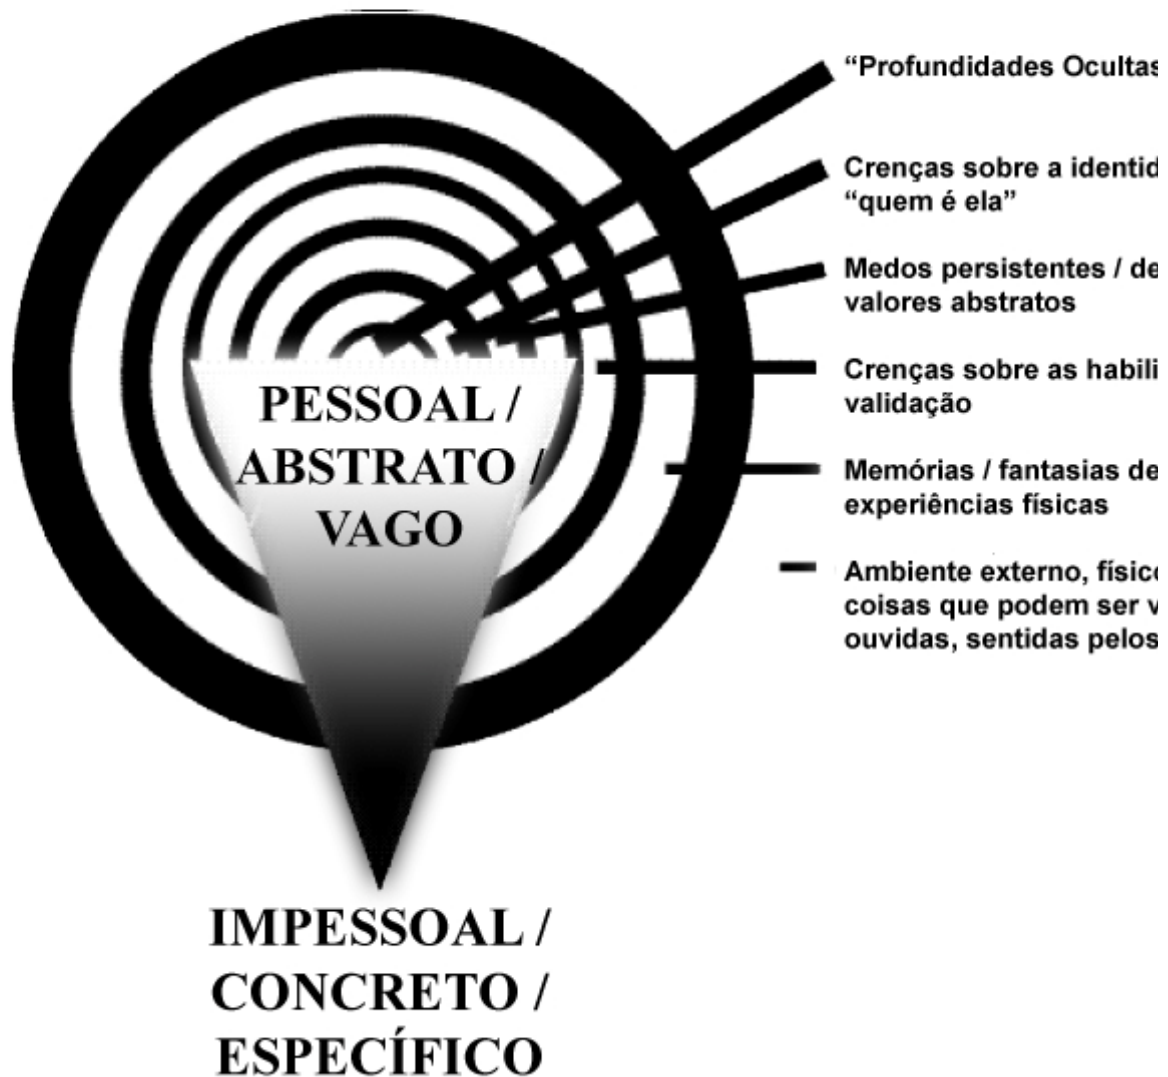 “Profundidades Ocultas
Crenças sobre a identid
“quem é ela”
Medos persistentes / de
valores abstratos
Crenças sobre as habili
validação
Memórias / fantasias de
experiências físicas
Ambiente externo, físico
coisas que podem ser v
ouvidas, sentidas pelos
PESSOAL /
ABSTRATO /
VAGO
IMPESSOAL /
CONCRETO /
ESPECÍFICO